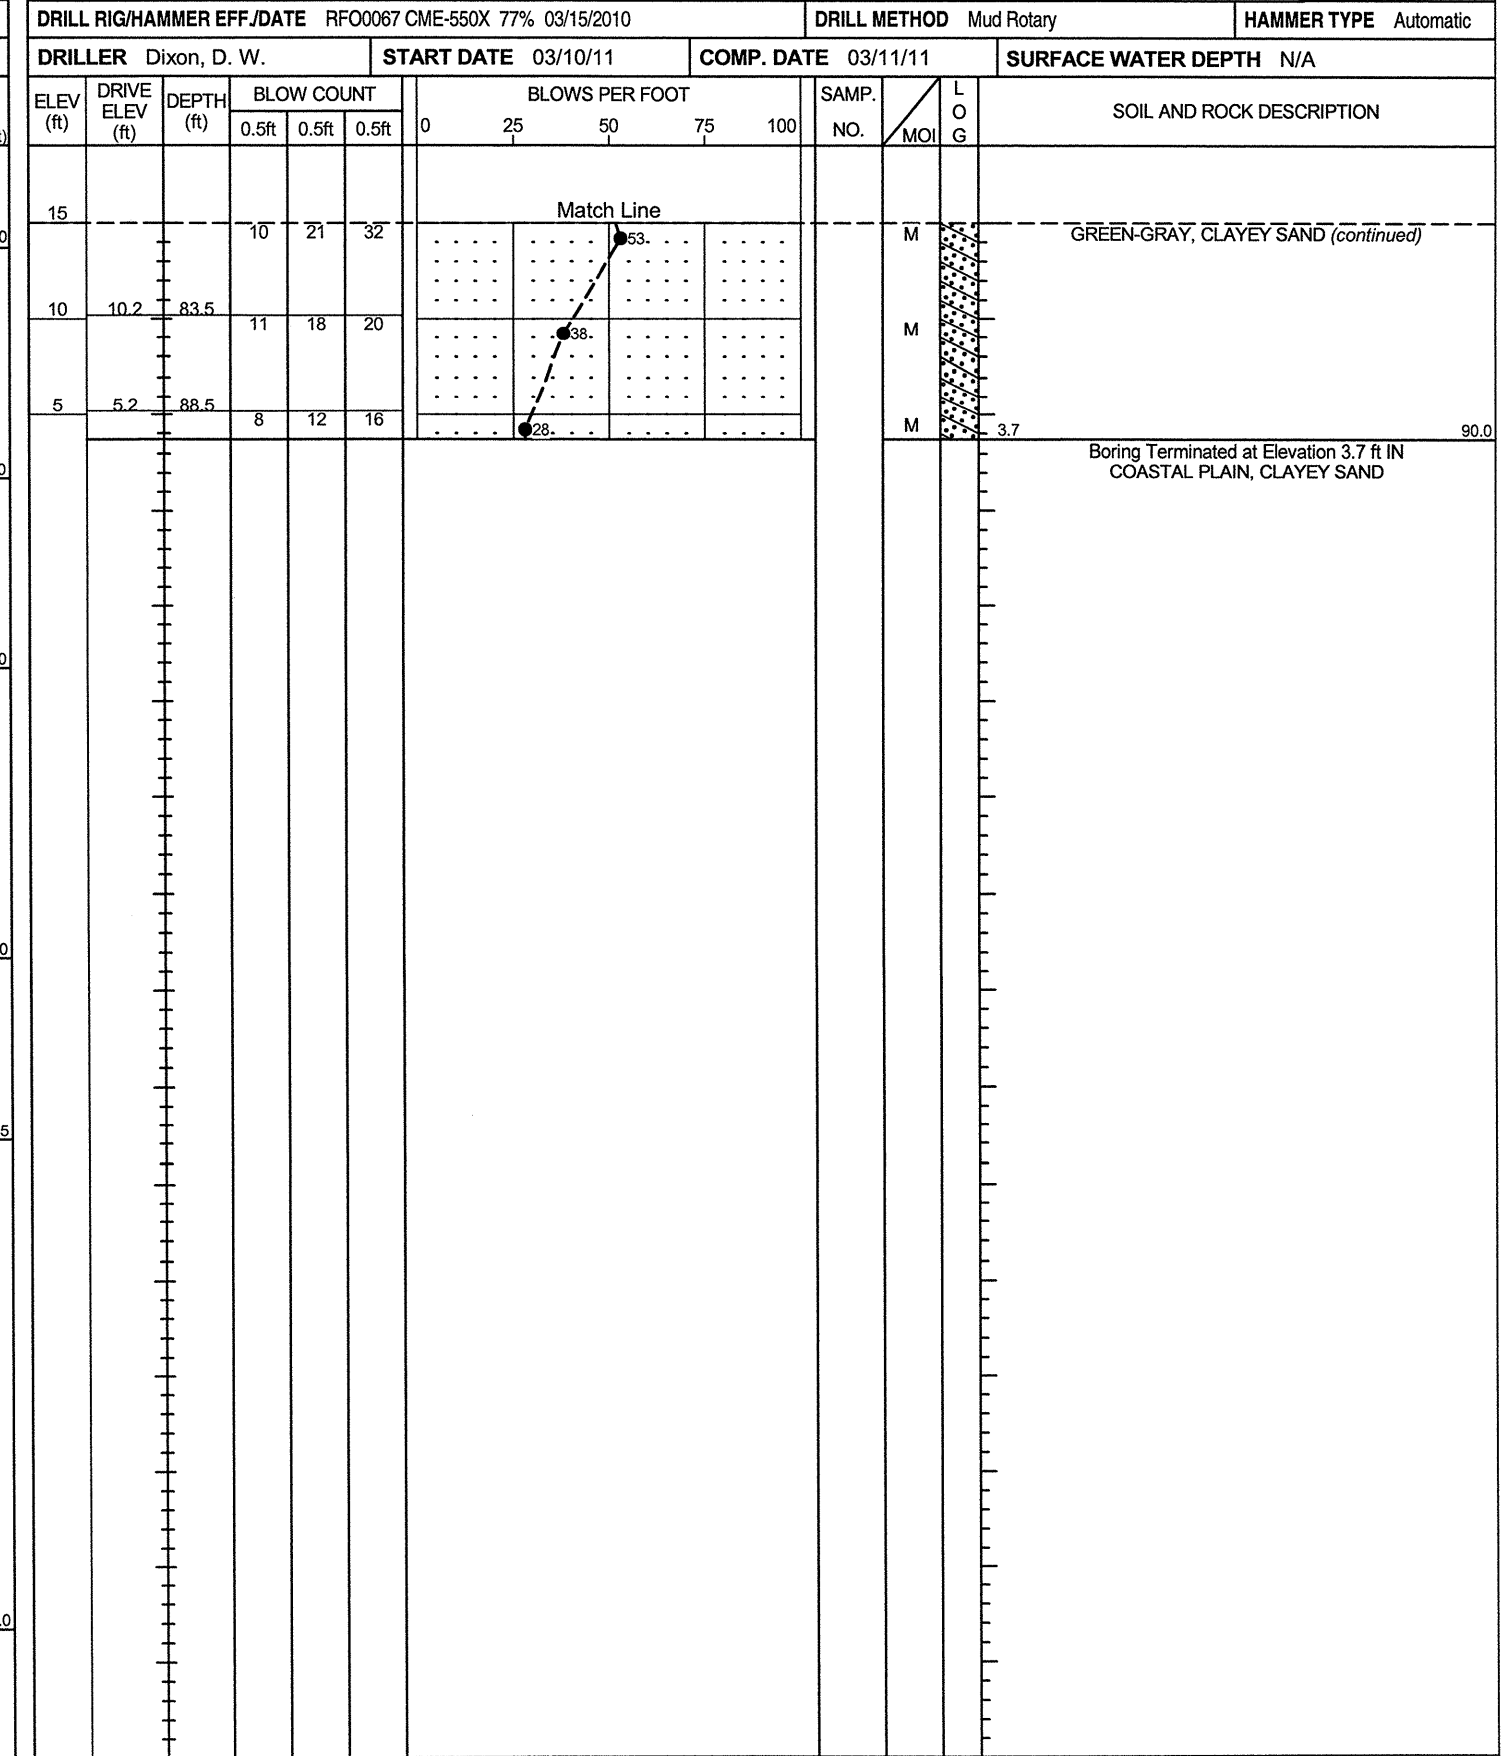 DRILL RIG/HAMMER EFF./DATE RFO0067 CME-550X 77% 03/15/2010 DRILL METHOD Mud Rotary HAMMER TYPE Automatic
DRILLER Dixon, D. W. START DATE 03/10/11 COMP. DATE 03/11/11 SURFACE WATER DEPTH N/A
ELEV (ft) DRIVE ELEV (ft) DEPTH (ft) BLOW COUNT BLOWS PER FOOT SAMP. NO. MOI L O G SOIL AND ROCK DESCRIPTION
0.5ft 0.5ft 0.5ft 0 25 50 75 100
15 Match Line
10 21 32 53 M GREEN-GRAY, CLAYEY SAND (continued)
10 10.2 83.5
11 18 20 38 M
5 5.2 88.5
8 12 16 28 M 3.7 90.0
Boring Terminated at Elevation 3.7 ft IN
COASTAL PLAIN, CLAYEY SAND